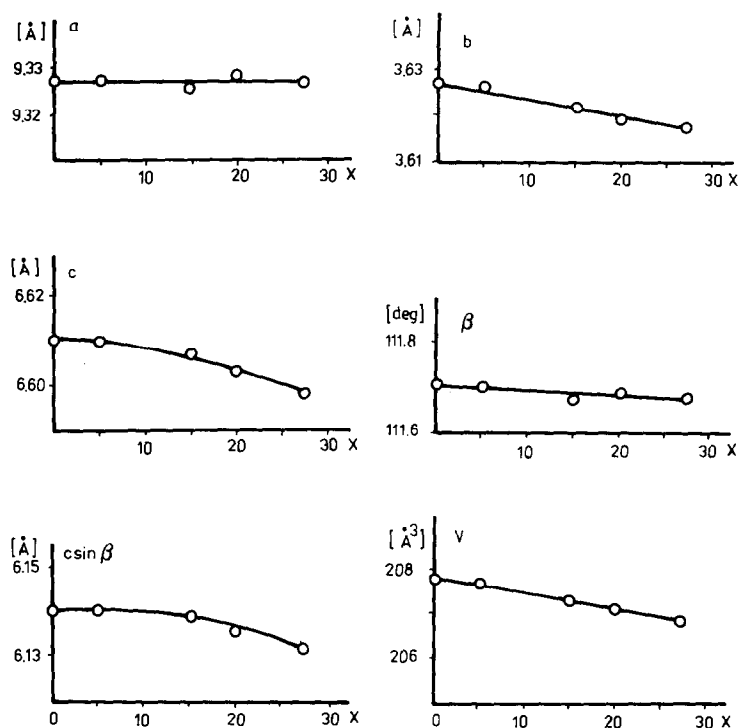 [Å] a
9,33
9,32
10 20 30 X
[Å] b
3,63
3,61
10 20 30 X
[Å] c
6,62
6,60
10 20 30 X
[deg] β
111.8
111.6
10 20 30 X
[Å] c sin β
6.15
6.13
0 10 20 30 X
[Å³] V
208
206
0 10 20 30 X